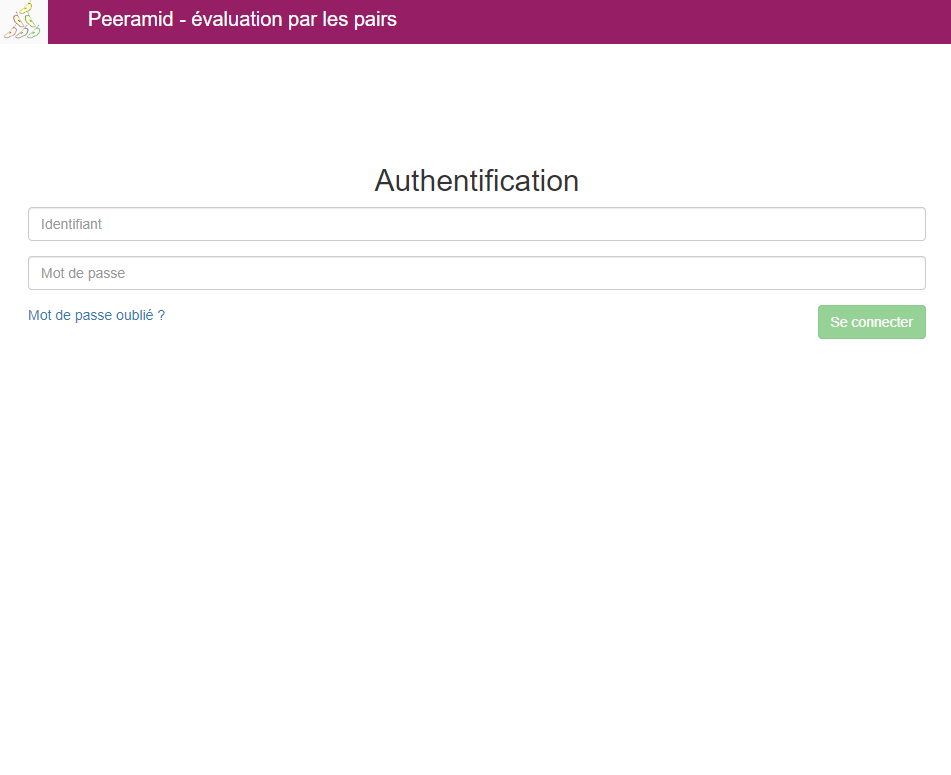 Peeramid - évaluation par les pairs
Authentification
Identifiant
Mot de passe
Mot de passe oublié ?
Se connecter